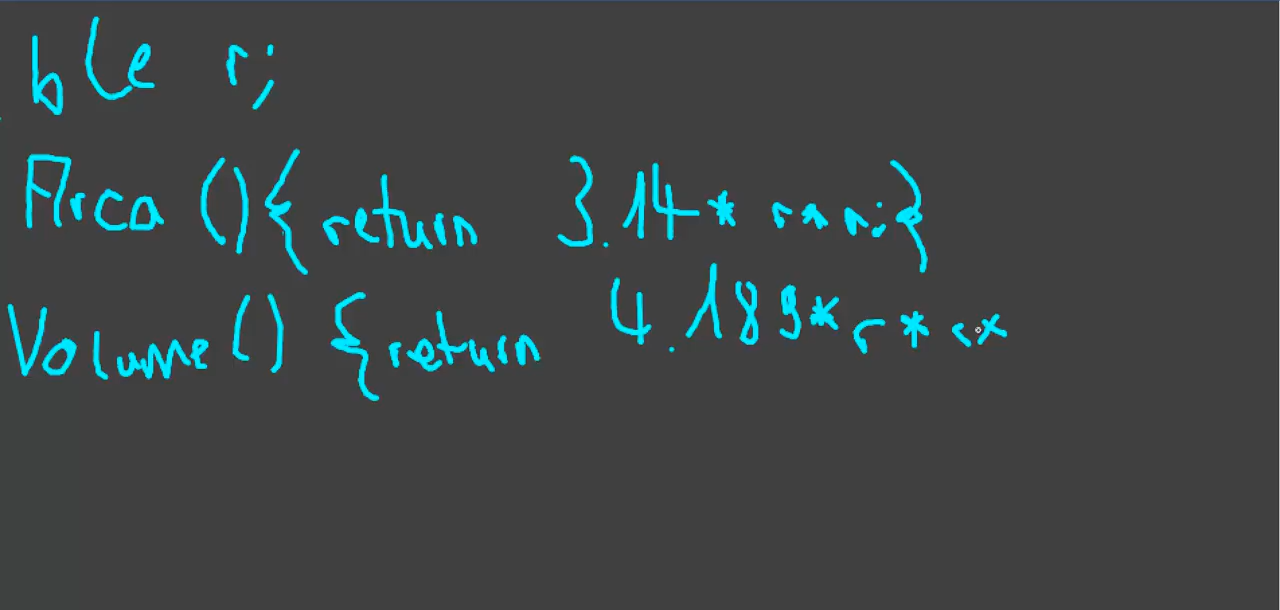 ble r;
Area (){return 3.14* r*r;}
Volume() {return 4.189*r*r*